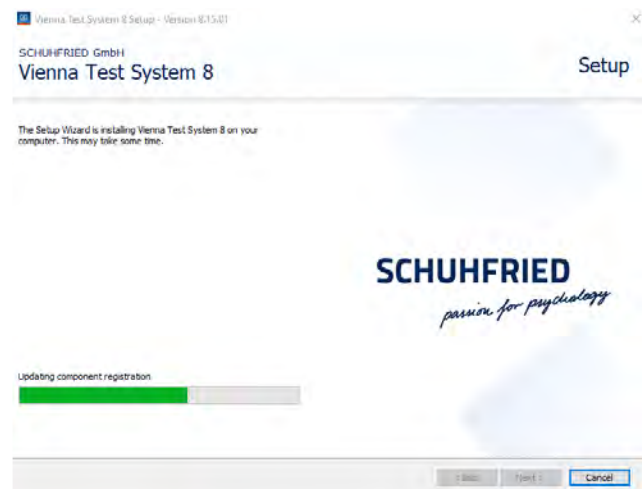 Vienna Test System 8 Setup - Version 8.15.01
SCHUHFRIED GmbH
Vienna Test System 8
Setup
The Setup Wizard is installing Vienna Test System 8 on your
computer. This may take some time.
SCHUHFRIED
passion for psychology
Updating component registration
< Back
Next >
Cancel